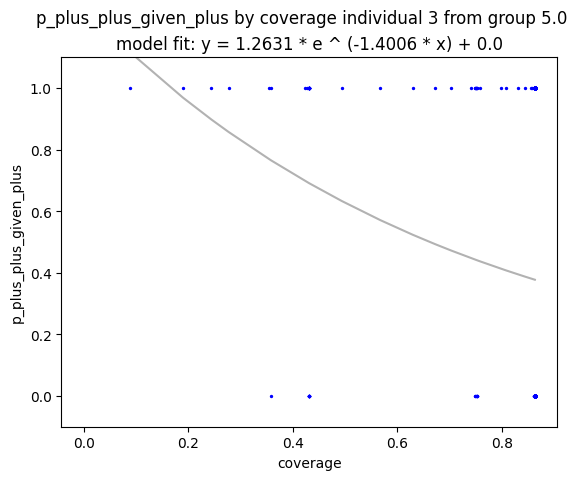 p_plus_plus_given_plus by coverage individual 3 from group 5.0
model fit: y = 1.2631 * e ^ (-1.4006 * x) + 0.0
p_plus_plus_given_plus
1.0
0.8
0.6
0.4
0.2
0.0
0.0 0.2 0.4 0.6 0.8
coverage